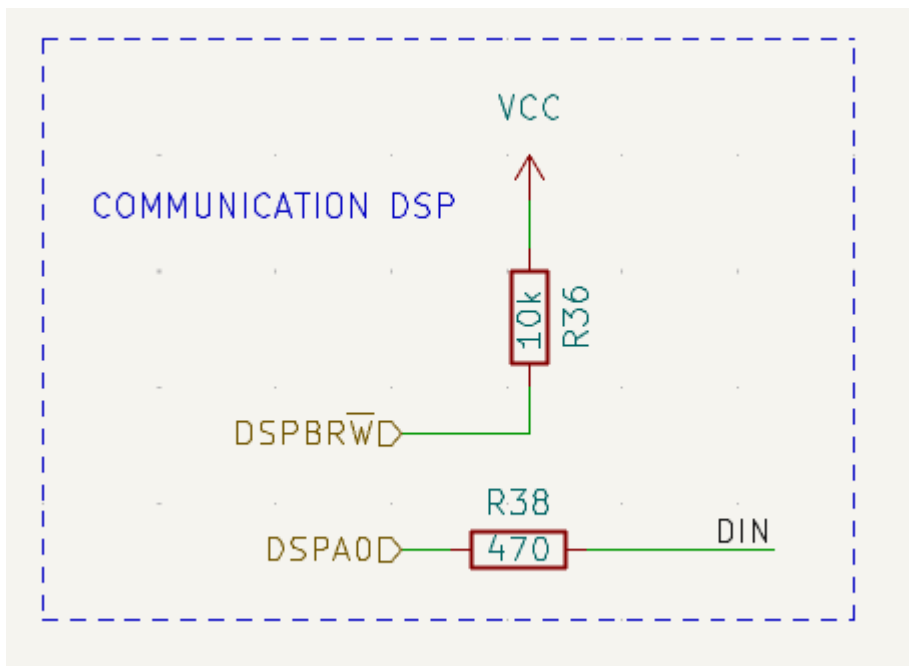 VCC
COMMUNICATION DSP
10k
R36
DSPBRW̅
R38
DSPA0
470
DIN